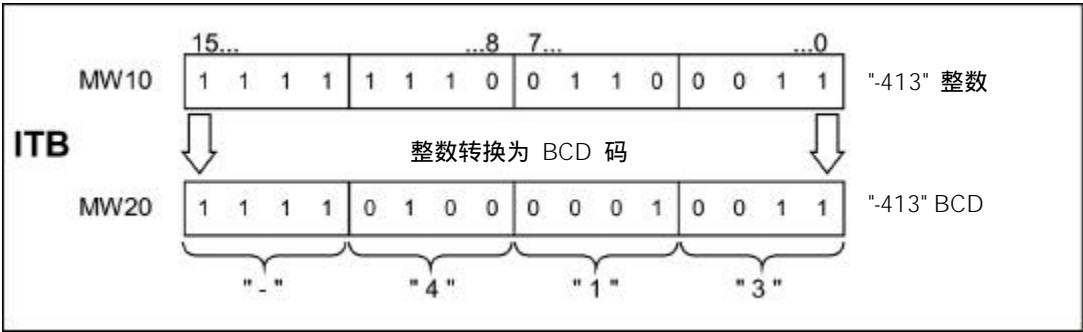 15... ...8 7... ...0
MW10 1 1 1 1 1 1 1 0 0 1 1 0 0 0 1 1 "-413" 整数
ITB 整数转换为 BCD 码
MW20 1 1 1 1 0 1 0 0 0 0 0 1 0 0 1 1 "-413" BCD
"-" "4" "1" "3"